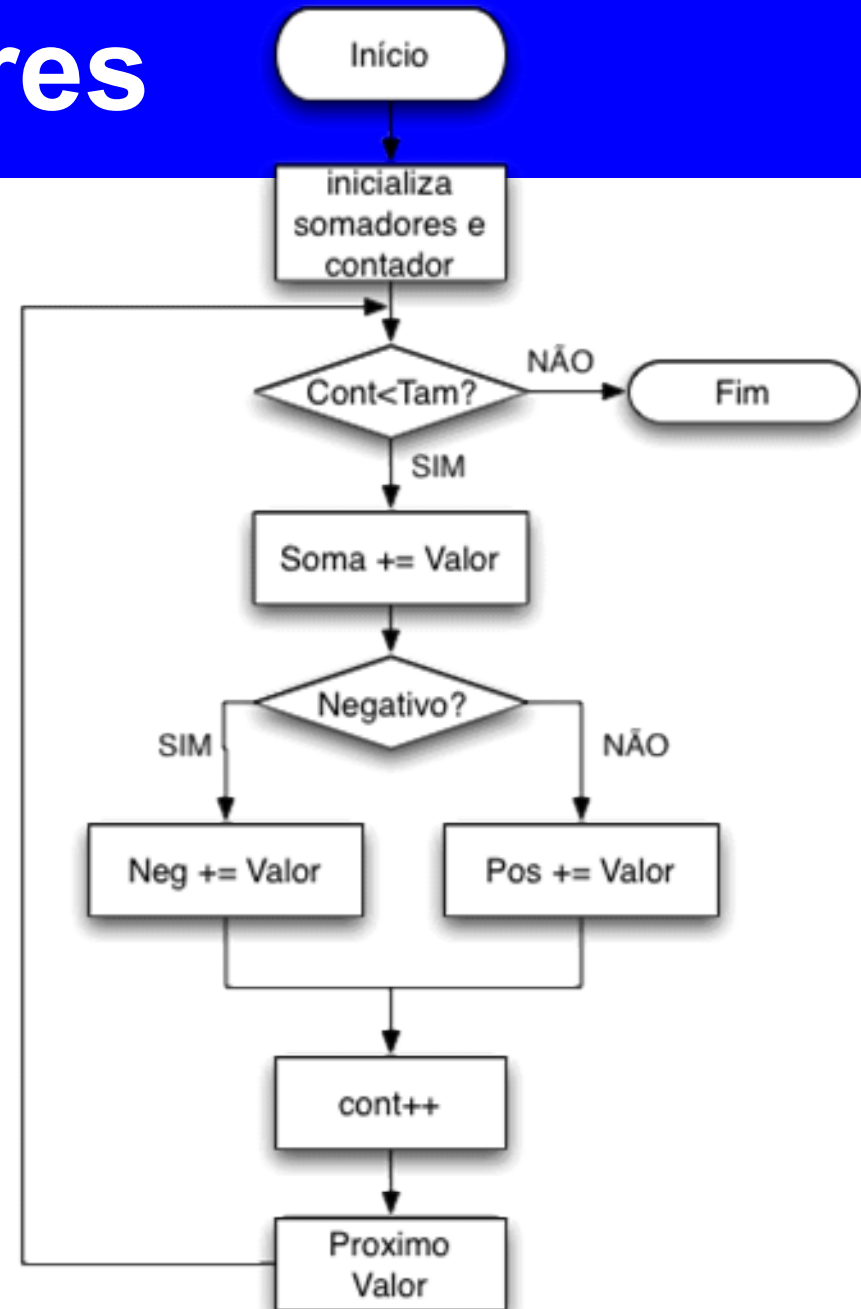 res
Início
inicializa
somadores e
contador
Cont<Tam?
NÃO
Fim
SIM
Soma += Valor
Negativo?
SIM
NÃO
Neg += Valor
Pos += Valor
cont++
Proximo
Valor